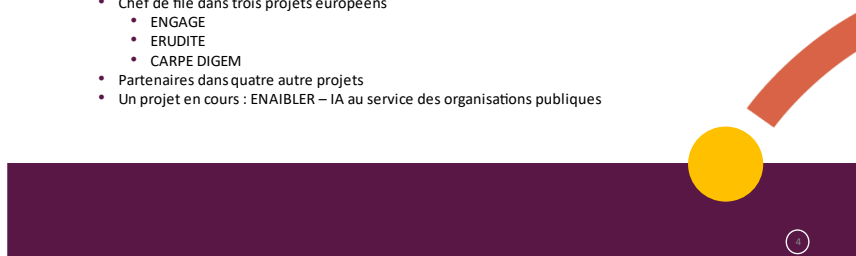 Chef de file dans trois projets européens
ENGAGE
ERUDITE
CARPE DIGEM
Partenaires dans quatre autre projets
Un projet en cours : ENAIBLER – IA au service des organisations publiques
4